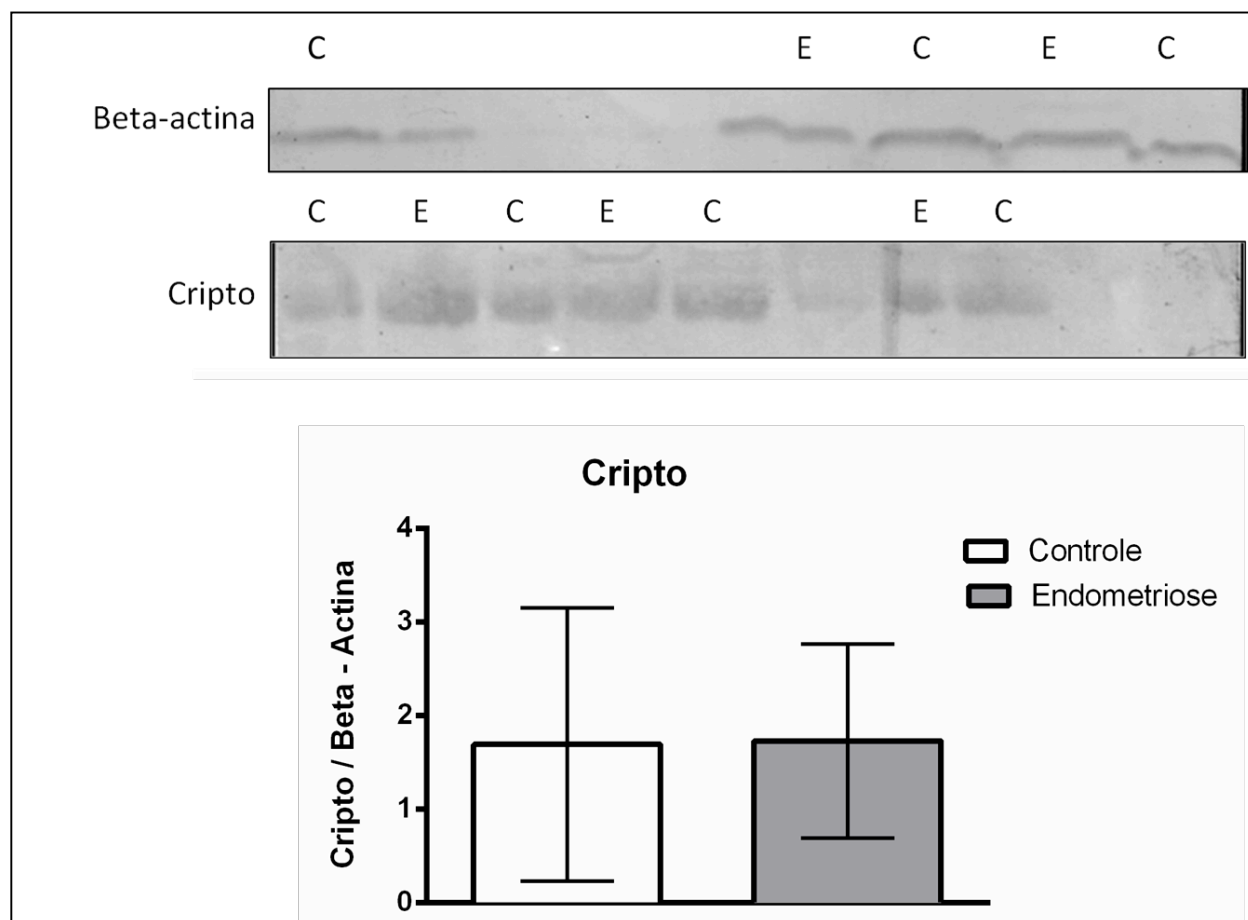 C E C E C
Beta-actina
C E C E C E C
Cripto
Cripto
4
3
2
1
0
Cripto / Beta - Actina
Controle
Endometriose